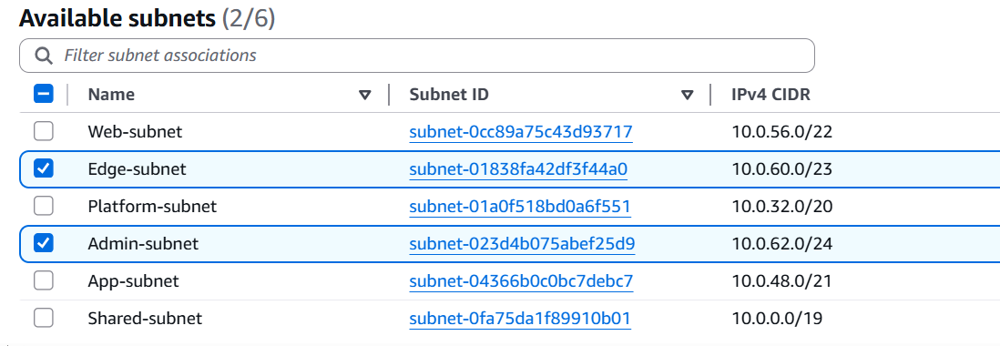 Available subnets (2/6)
Filter subnet associations
Name Subnet ID IPv4 CIDR
Web-subnet subnet-0cc89a75c43d93717 10.0.56.0/22
Edge-subnet subnet-01838fa42df3f44a0 10.0.60.0/23
Platform-subnet subnet-01a0f518bd0a6f551 10.0.32.0/20
Admin-subnet subnet-023d4b075abef25d9 10.0.62.0/24
App-subnet subnet-04366b0c0bc7debc7 10.0.48.0/21
Shared-subnet subnet-0fa75da1f89910b01 10.0.0.0/19